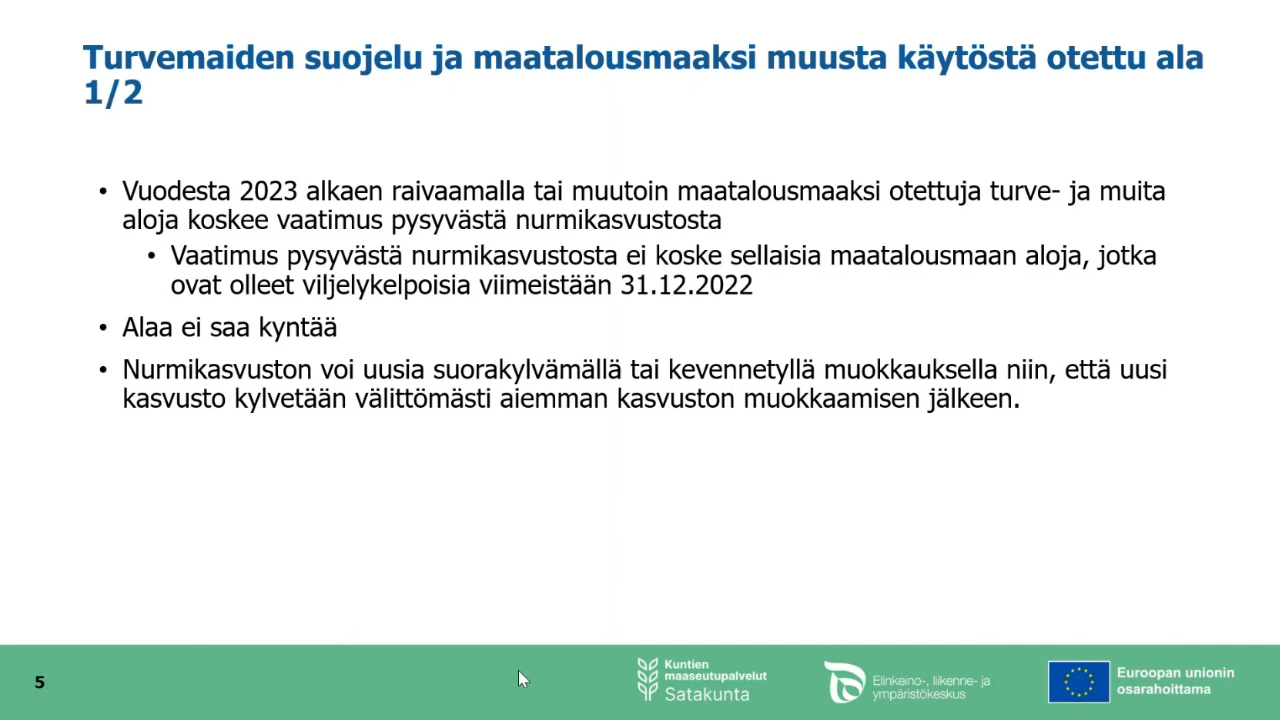 Turvemaiden suojelu ja maatalousmaaksi muusta käytöstä otettu ala
1/2
• Vuodesta 2023 alkaen raivaamalla tai muutoin maatalousmaaksi otettuja turve- ja muita
aloja koskee vaatimus pysyvästä nurmikasvustosta
• Vaatimus pysyvästä nurmikasvustosta ei koske sellaisia maatalousmaan aloja, jotka
ovat olleet viljelykelpoisia viimeistään 31.12.2022
• Alaa ei saa kyntää
• Nurmikasvuston voi uusia suorakylvämällä tai kevennetyllä muokkauksella niin, että uusi
kasvusto kylvetään välittömästi aiemman kasvuston muokkaamisen jälkeen.
5
Kuntien
maaseutupalvelut
Satakunta
Elinkeino-, liikenne- ja
ympäristökeskus
Euroopan unionin
osarahoittama